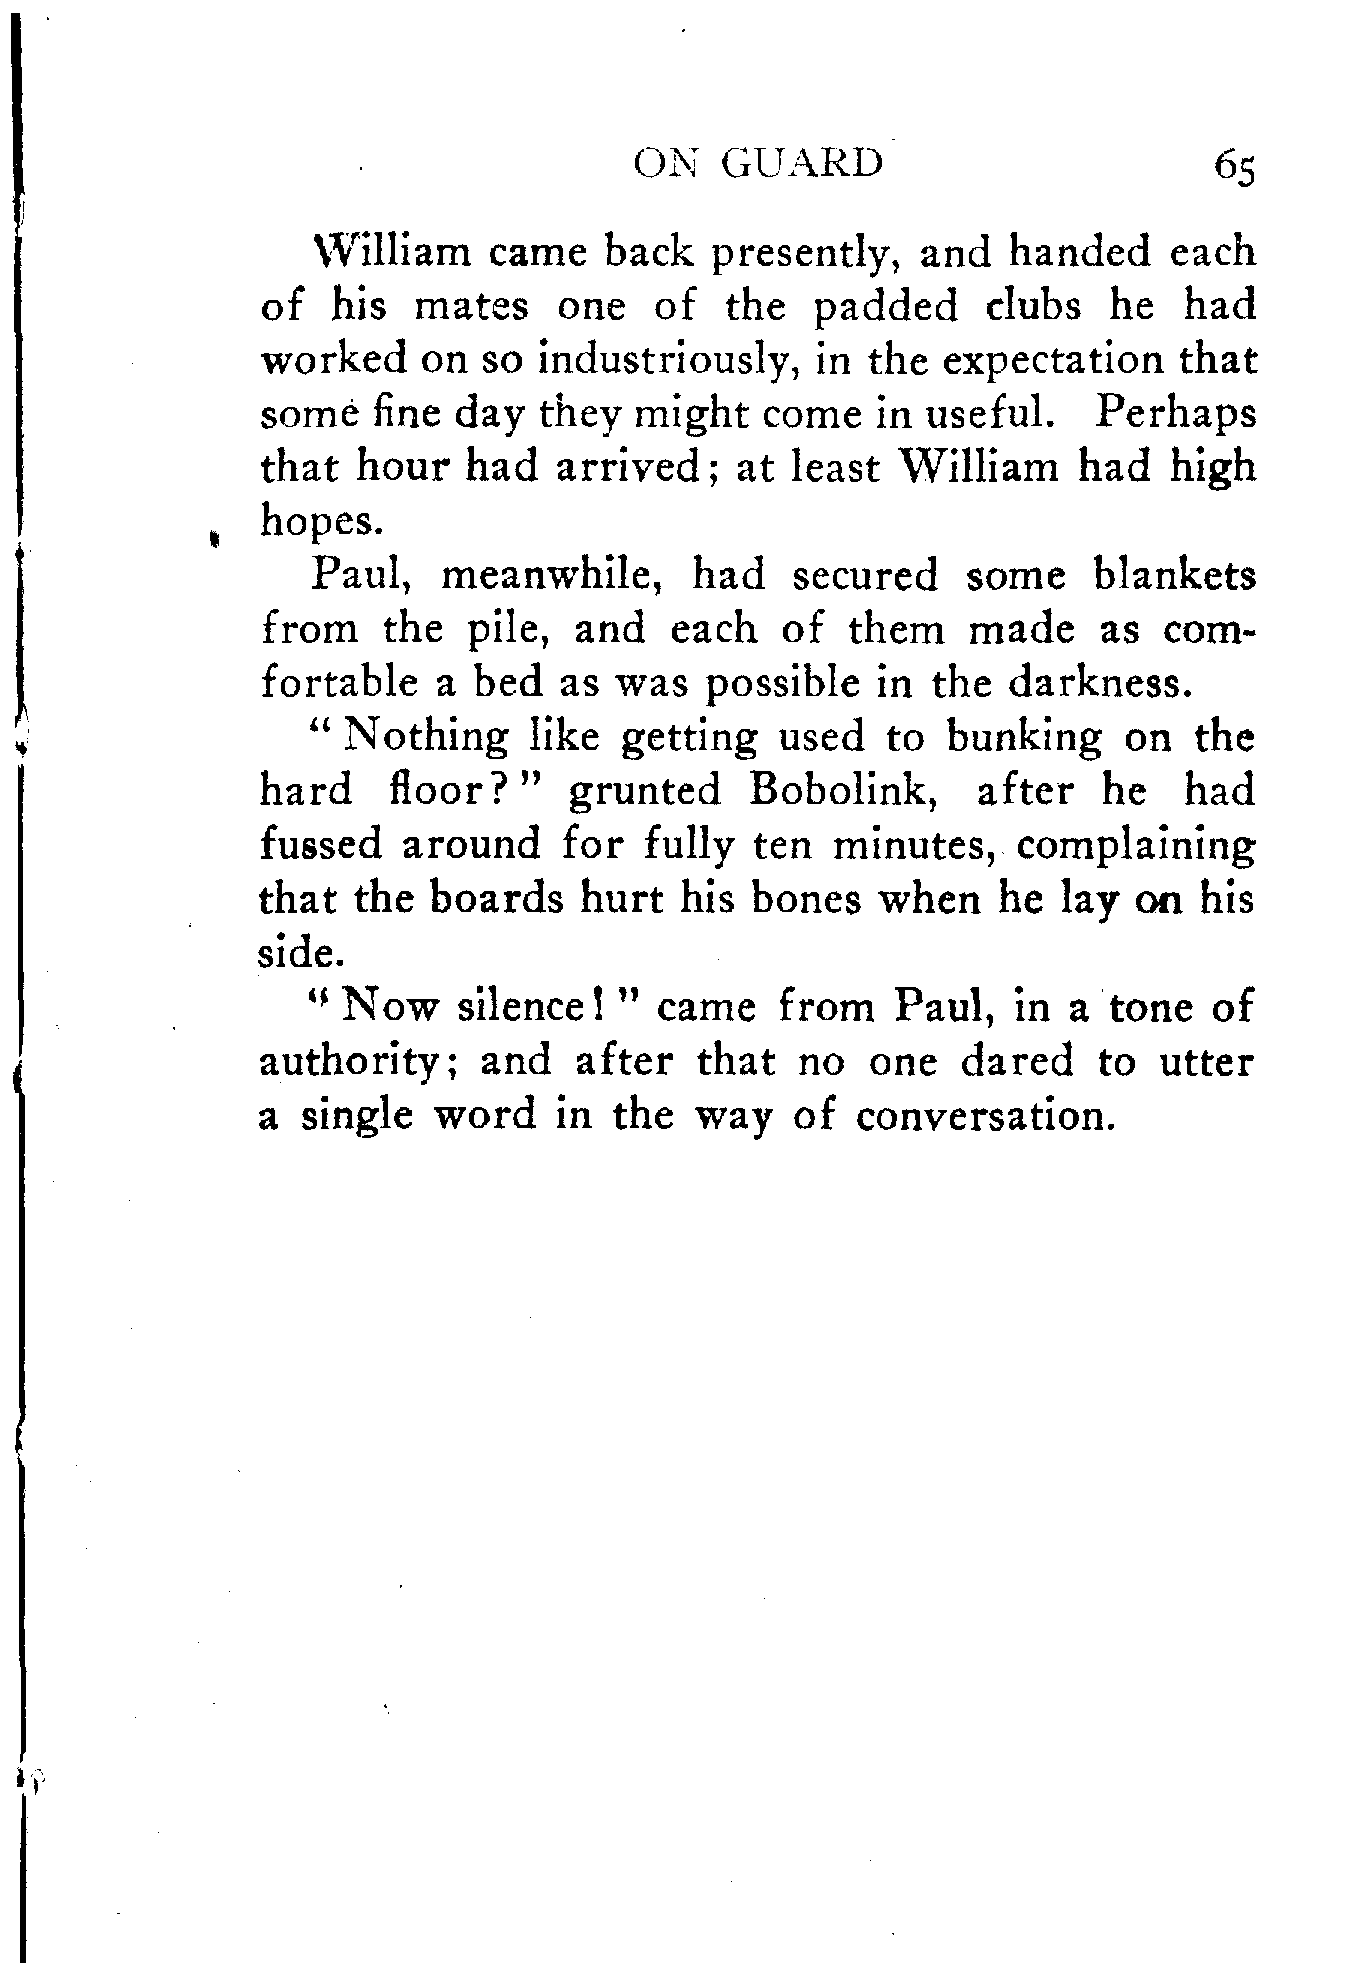 ON GUARD 65
William came back presently, and handed each
of his mates one of the padded clubs he had
worked on so industriously, in the expectation that
some fine day they might come in useful. Perhaps
that hour had arrived; at least William had high
hopes.
Paul, meanwhile, had secured some blankets
from the pile, and each of them made as com-
fortable a bed as was possible in the darkness.
"Nothing like getting used to bunking on the
hard floor?" grunted Bobolink, after he had
fussed around for fully ten minutes, complaining
that the boards hurt his bones when he lay on his
side.
"Now silence!" came from Paul, in a tone of
authority; and after that no one dared to utter
a single word in the way of conversation.